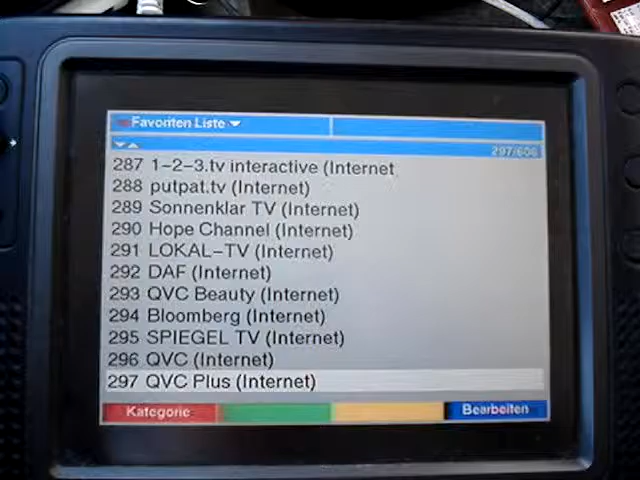 Favoriten Liste
297/606
287 1-2-3.tv interactive (Internet
288 putpat.tv (Internet)
289 Sonnenklar TV (Internet)
290 Hope Channel (Internet)
291 LOKAL-TV (Internet)
292 DAF (Internet)
293 QVC Beauty (Internet)
294 Bloomberg (Internet)
295 SPIEGEL TV (Internet)
296 QVC (Internet)
297 QVC Plus (Internet)
Kategorie
Bearbeiten